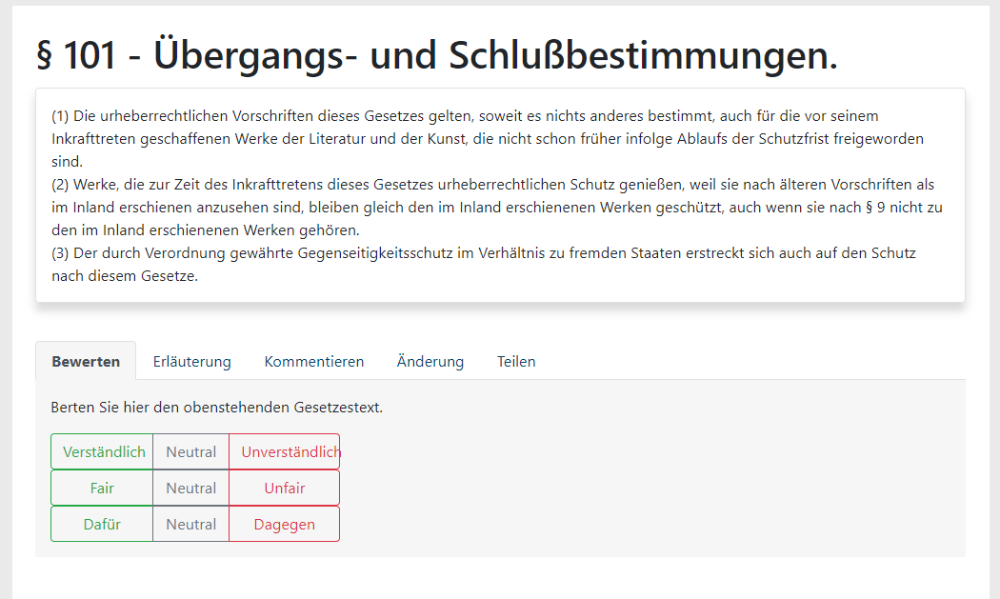 § 101 - Übergangs- und Schlußbestimmungen.
(1) Die urheberrechtlichen Vorschriften dieses Gesetzes gelten, soweit es nichts anderes bestimmt, auch für die vor seinem
Inkrafttreten geschaffenen Werke der Literatur und der Kunst, die nicht schon früher infolge Ablaufs der Schutzfrist freigeworden
sind.
(2) Werke, die zur Zeit des Inkrafttretens dieses Gesetzes urheberrechtlichen Schutz genießen, weil sie nach älteren Vorschriften als
im Inland erschienen anzusehen sind, bleiben gleich den im Inland erschienenen Werken geschützt, auch wenn sie nach § 9 nicht zu
den im Inland erschienenen Werken gehören.
(3) Der durch Verordnung gewährte Gegenseitigkeitsschutz im Verhältnis zu fremden Staaten erstreckt sich auch auf den Schutz
nach diesem Gesetze.
Bewerten Erläuterung Kommentieren Änderung Teilen
Berten Sie hier den obenstehenden Gesetzestext.
Verständlich Neutral Unverständlich
Fair Neutral Unfair
Dafür Neutral Dagegen